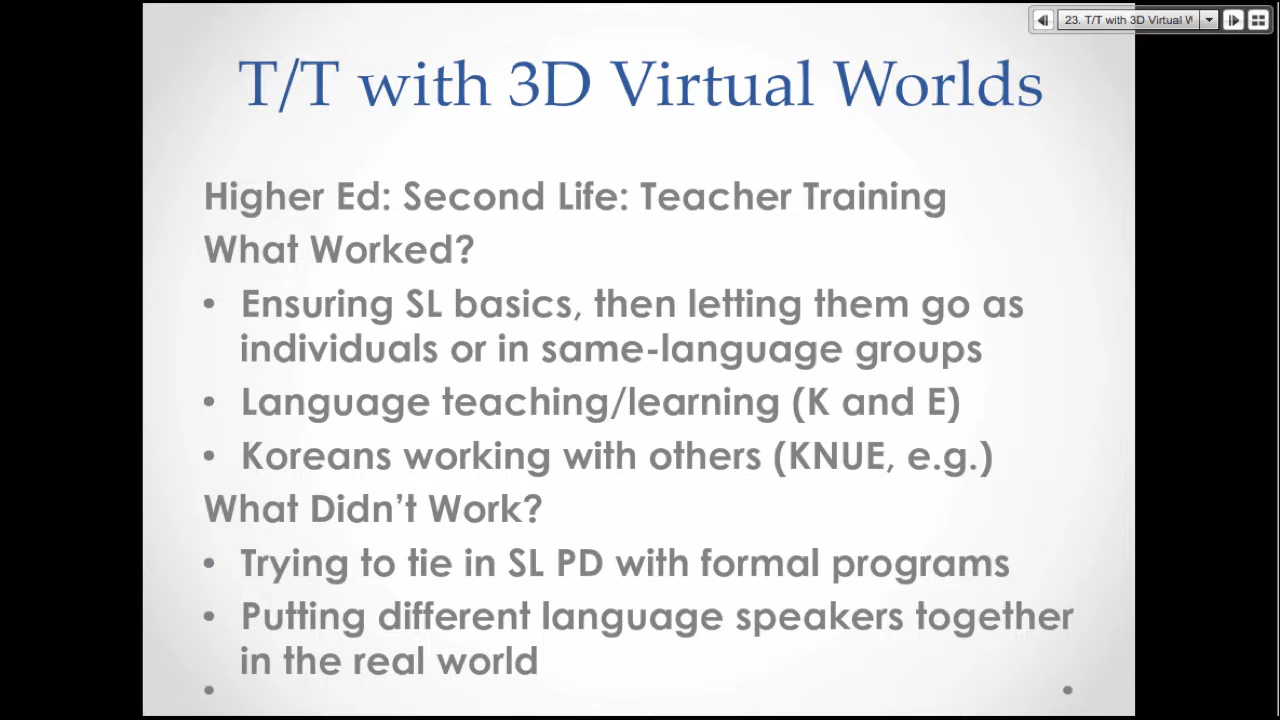 23. T/T with 3D Virtual W
T/T with 3D Virtual Worlds
Higher Ed: Second Life: Teacher Training
What Worked?
• Ensuring SL basics, then letting them go as
individuals or in same-language groups
• Language teaching/learning (K and E)
• Koreans working with others (KNUE, e.g.)
What Didn’t Work?
• Trying to tie in SL PD with formal programs
• Putting different language speakers together
in the real world